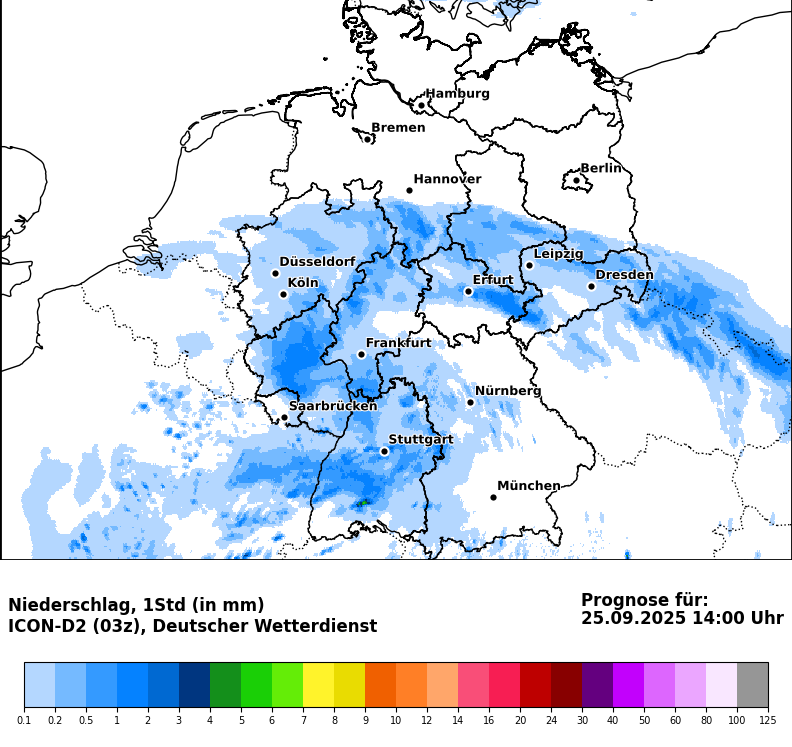 Hamburg
Bremen
Berlin
Hannover
Leipzig
Düsseldorf
Dresden
Köln
Erfurt
Frankfurt
Nürnberg
Saarbrücken
Stuttgart
München
Niederschlag, 1Std (in mm)
ICON-D2 (03z), Deutscher Wetterdienst
Prognose für:
25.09.2025 14:00 Uhr
0.1 0.2 0.5 1 2 3 4 5 6 7 8 9 10 12 14 16 20 24 30 40 50 60 80 100 125